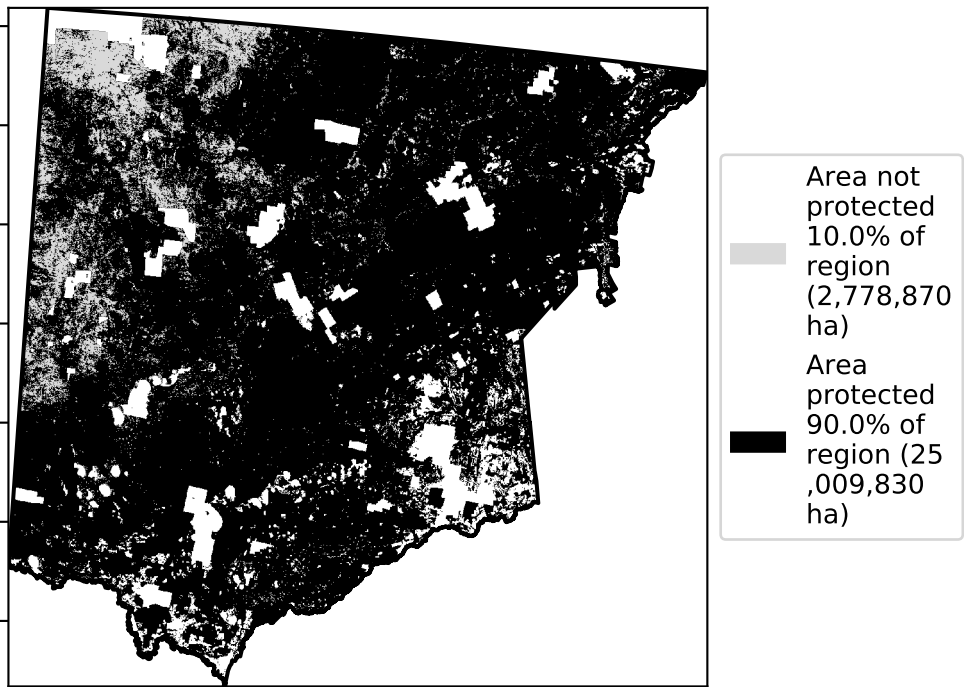 Area not
protected
10.0% of
region
(2,778,870
ha)
Area
protected
90.0% of
region (25
,009,830
ha)